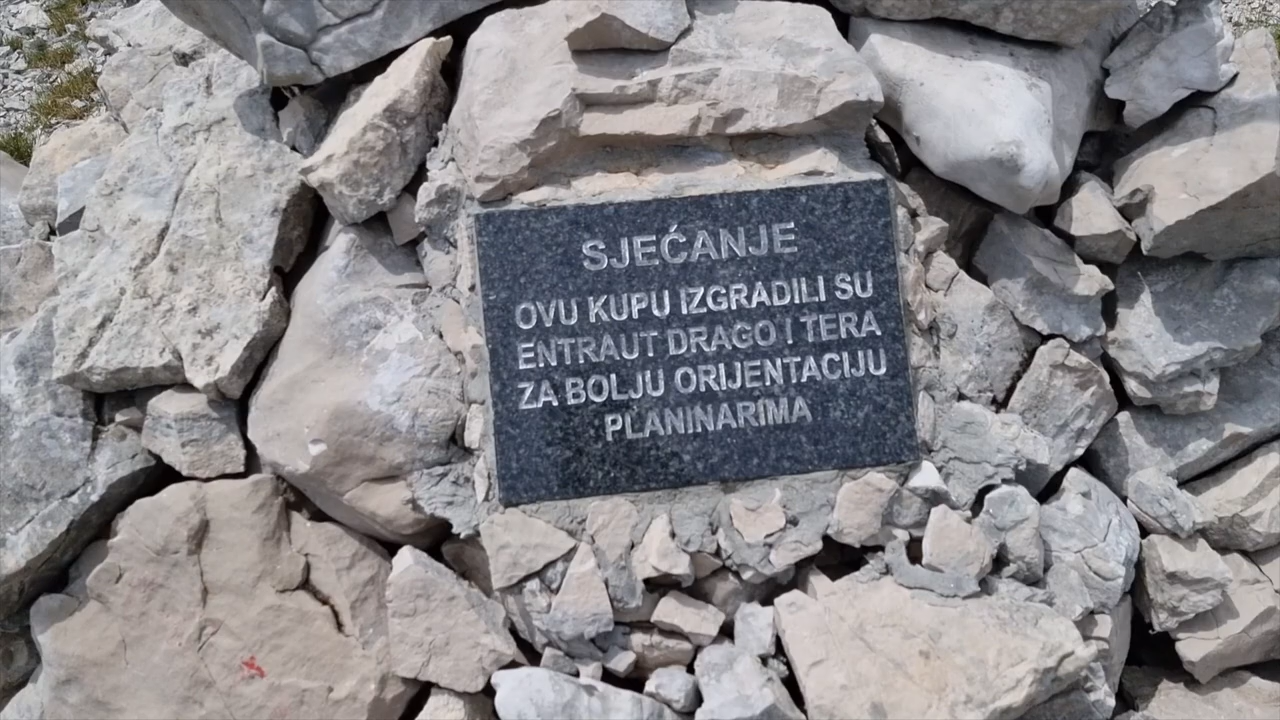 SJEĆANJE
OVU KUPU IZGRADILI SU
ENTRAUT DRAGO I TERA
ZA BOLJU ORIJENTACIJU
PLANINARIMA